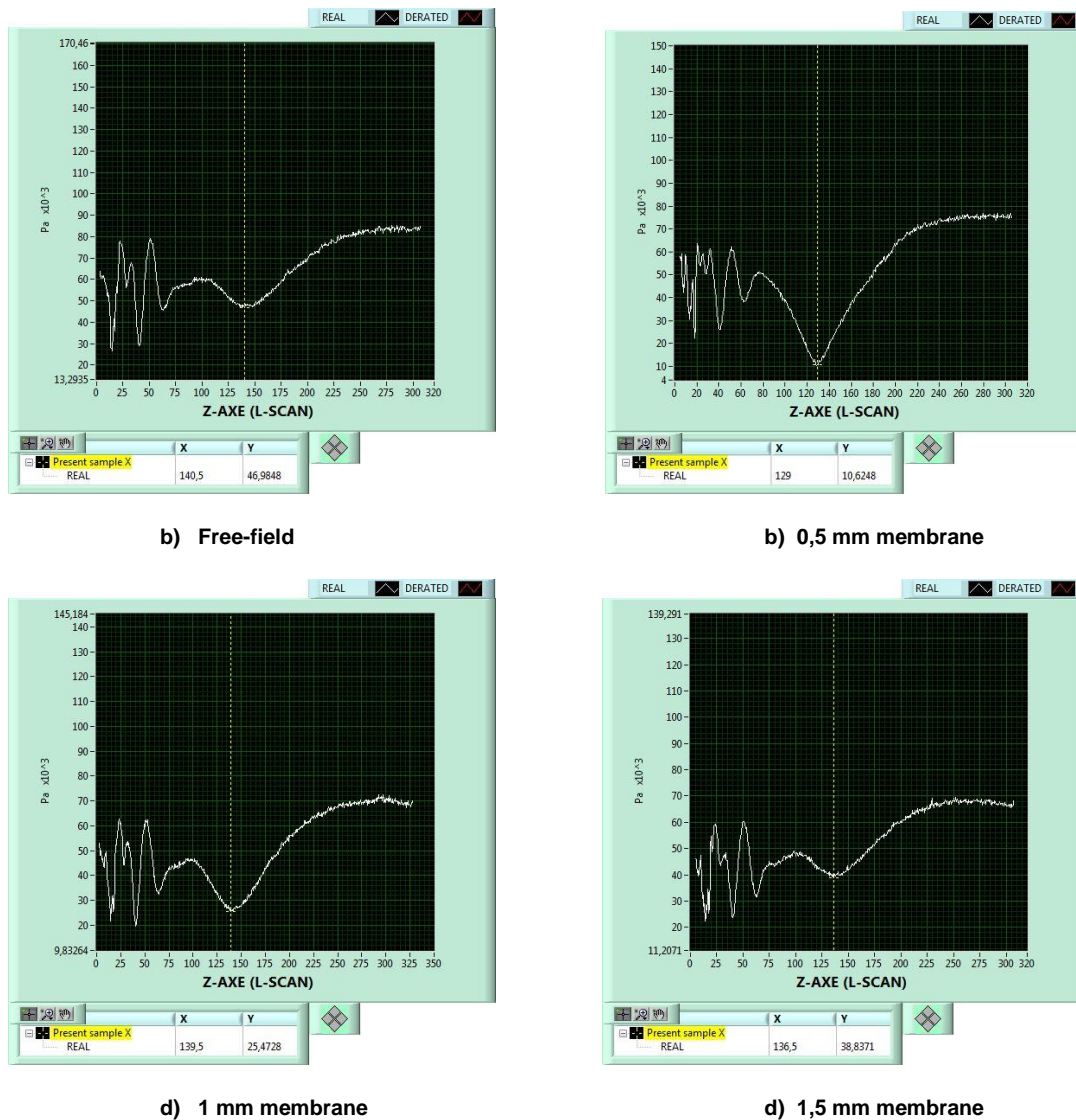 REAL DERATED
170,46
160
150
140
130
120
110
100
90
80
70
60
50
40
30
20
13,2935
Pa x10^3
0 25 50 75 100 125 150 175 200 225 250 275 300 320
Z-AXE (L-SCAN)
X Y
Present sample X
REAL 140,5 46,9848
b) Free-field
REAL DERATED
150
140
130
120
110
100
90
80
70
60
50
40
30
20
10
4
Pa x10^3
0 20 40 60 80 100 120 140 160 180 200 220 240 260 280 300 320
Z-AXE (L-SCAN)
X Y
Present sample X
REAL 129 10,6248
b) 0,5 mm membrane
REAL DERATED
145,184
140
130
120
110
100
90
80
70
60
50
40
30
20
9,83264
Pa x10^3
0 25 50 75 100 125 150 175 200 225 250 275 300 325 350
Z-AXE (L-SCAN)
X Y
Present sample X
REAL 139,5 25,4728
d) 1 mm membrane
REAL DERATED
139,291
130
120
110
100
90
80
70
60
50
40
30
20
11,2071
Pa x10^3
0 25 50 75 100 125 150 175 200 225 250 275 300 320
Z-AXE (L-SCAN)
X Y
Present sample X
REAL 136,5 38,8371
d) 1,5 mm membrane